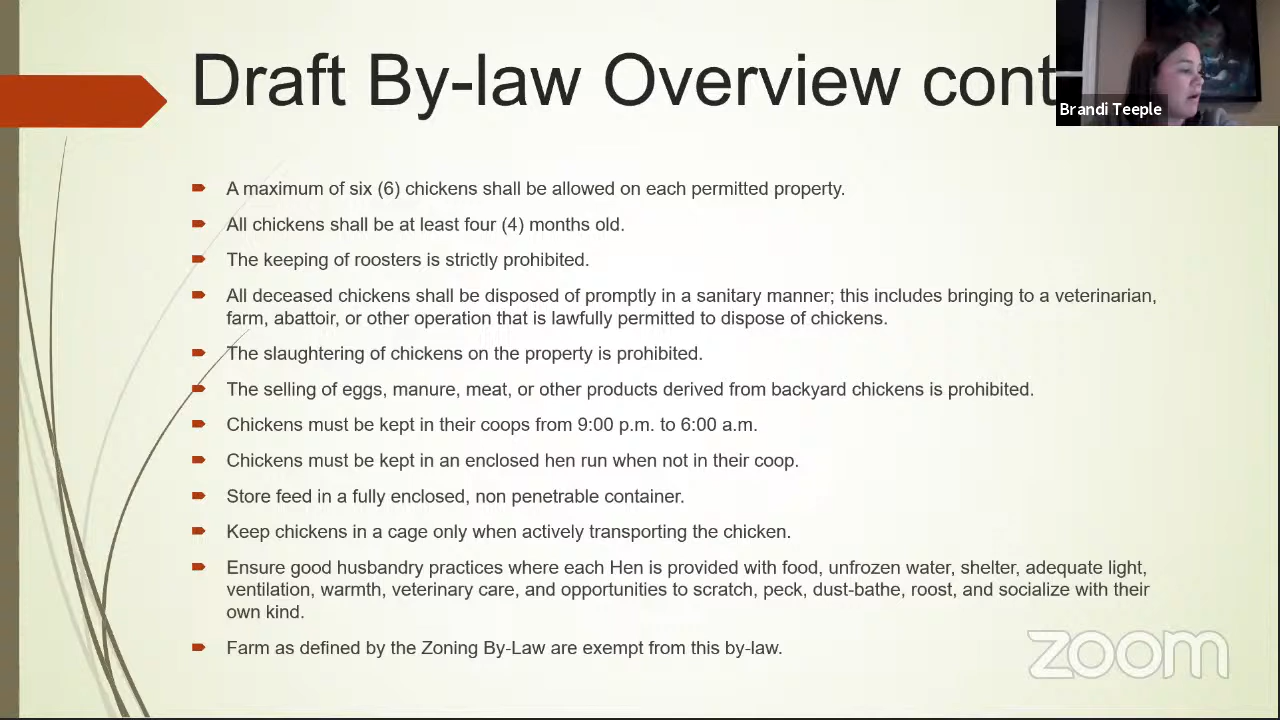 Draft By-law Overview cont
Brandi Teeple
A maximum of six (6) chickens shall be allowed on each permitted property.
All chickens shall be at least four (4) months old.
The keeping of roosters is strictly prohibited.
All deceased chickens shall be disposed of promptly in a sanitary manner; this includes bringing to a veterinarian,
farm, abattoir, or other operation that is lawfully permitted to dispose of chickens.
The slaughtering of chickens on the property is prohibited.
The selling of eggs, manure, meat, or other products derived from backyard chickens is prohibited.
Chickens must be kept in their coops from 9:00 p.m. to 6:00 a.m.
Chickens must be kept in an enclosed hen run when not in their coop.
Store feed in a fully enclosed, non penetrable container.
Keep chickens in a cage only when actively transporting the chicken.
Ensure good husbandry practices where each Hen is provided with food, unfrozen water, shelter, adequate light,
ventilation, warmth, veterinary care, and opportunities to scratch, peck, dust-bathe, roost, and socialize with their
own kind.
Farm as defined by the Zoning By-Law are exempt from this by-law.
zoom